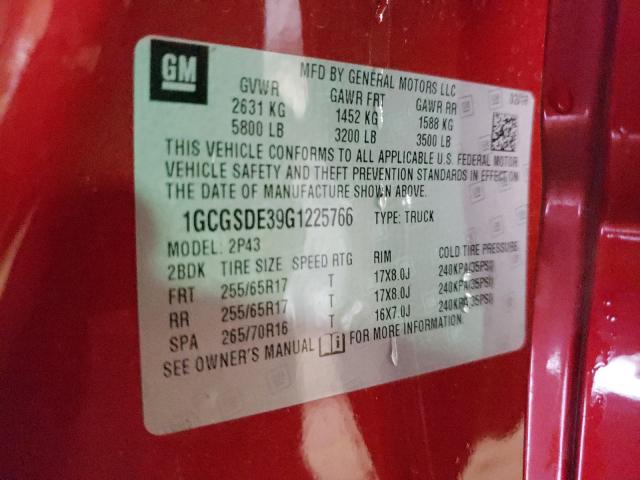 GM
MFD BY GENERAL MOTORS LLC
GVWR GAWR FRT GAWR RR
2631 KG 1452 KG 1588 KG
5800 LB 3200 LB 3500 LB
THIS VEHICLE CONFORMS TO ALL APPLICABLE U.S. FEDERAL MOTOR
VEHICLE SAFETY AND THEFT PREVENTION STANDARDS IN EFFECT ON
THE DATE OF MANUFACTURE SHOWN ABOVE.
1GCGSDE39G1225766 TYPE: TRUCK
MODEL: 2P43
2BDK TIRE SIZE SPEED RTG RIM COLD TIRE PRESSURE
FRT 255/65R17 T 17X8.0J 240KPA(35PSI)
RR 255/65R17 T 17X8.0J 240KPA(35PSI)
SPA 265/70R16 T 16X7.0J 240KPA(35PSI)
SEE OWNER'S MANUAL FOR MORE INFORMATION.